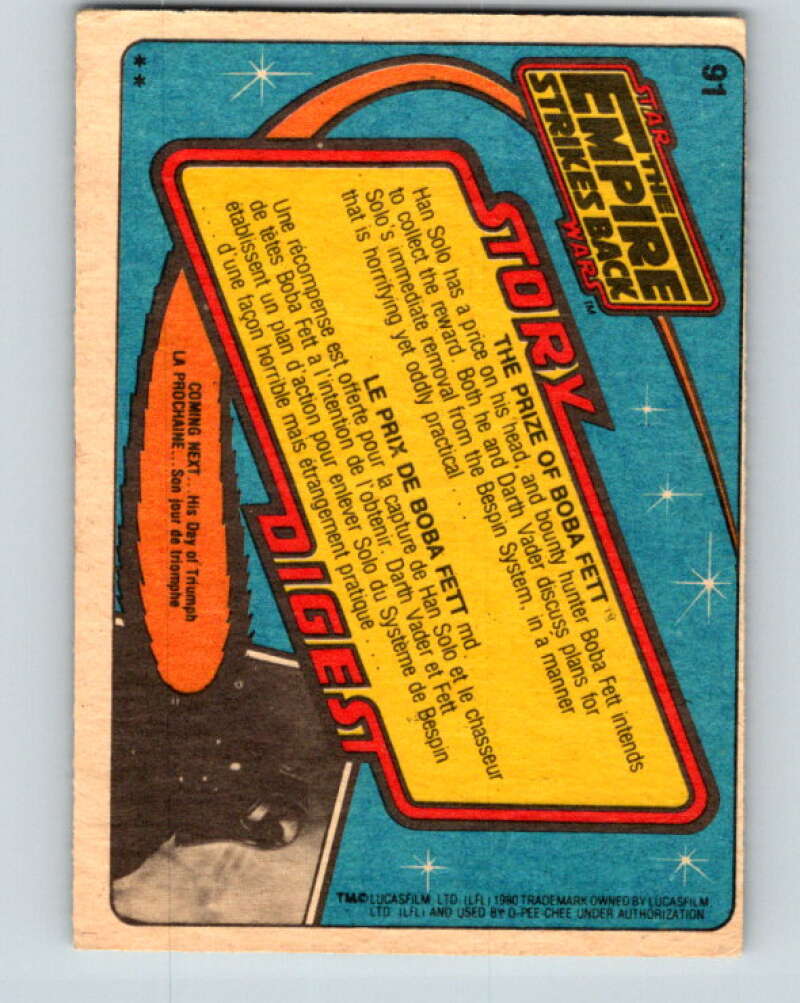 91
STAR
THE
EMPIRE
STRIKES BACK
WARS™
STORY
THE PRIZE OF BOBA FETT™
Han Solo has a price on his head, and bounty hunter Boba Fett intends
to collect the reward. Both he and Darth Vader discuss plans for
Solo's immediate removal from the Bespin System, in a manner
that is horrifying yet oddly practical . . .
LE PRIX DE BOBA FETT md.
Une récompense est offerte pour la capture de Han Solo et le chasseur
de têtes Boba Fett a l'intention de l'obtenir. Darth Vader et Fett
établissent un plan d'action pour enlever Solo du Système de Bespin
d'une façon horrible mais étrangement pratique . . .
DIGEST
COMING NEXT... His Day of Triumph
LA PROCHAINE... Son jour de triomphe
**
TM© LUCASFILM, LTD. (LFL) 1980 TRADEMARK OWNED BY LUCASFILM,
LTD. (LFL) AND USED BY O-PEE-CHEE UNDER AUTHORIZATION.